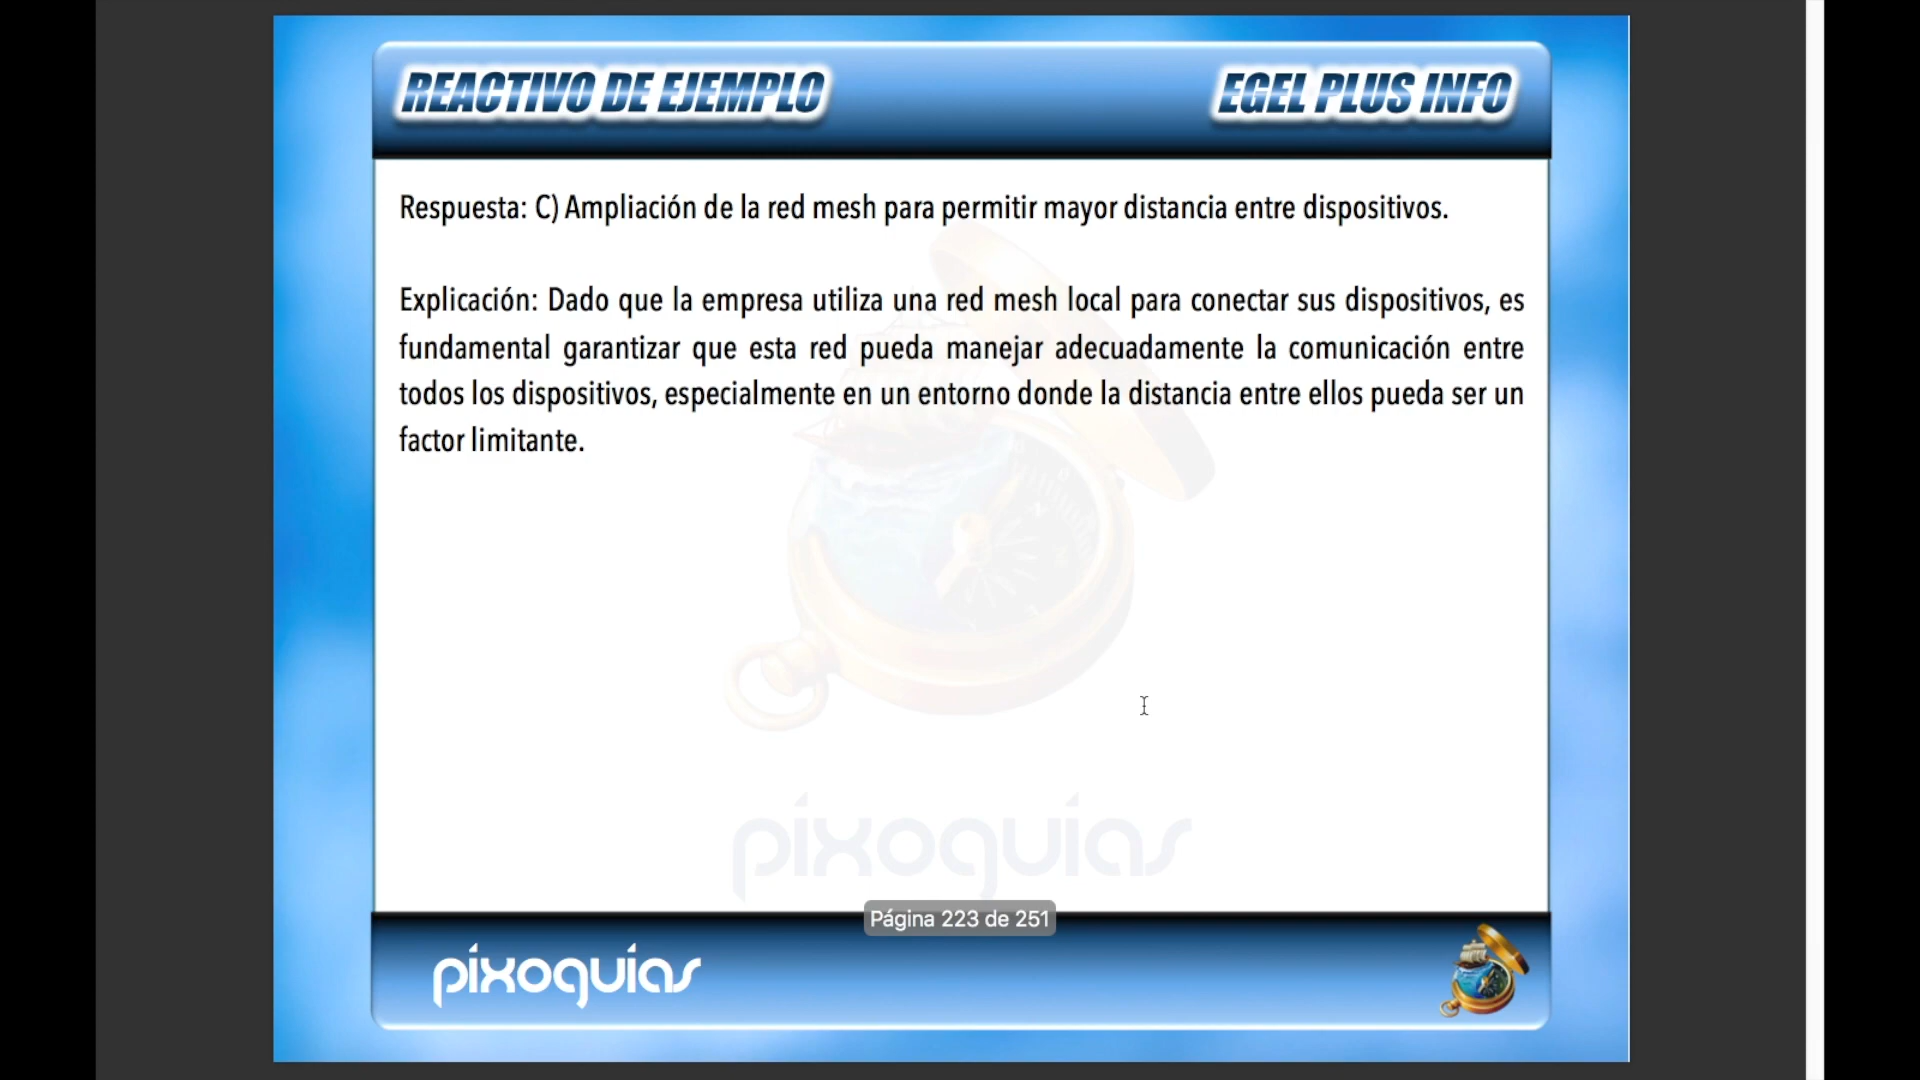 REACTIVO DE EJEMPLO
EGEL PLUS INFO
Respuesta: C) Ampliación de la red mesh para permitir mayor distancia entre dispositivos.
Explicación: Dado que la empresa utiliza una red mesh local para conectar sus dispositivos, es
fundamental garantizar que esta red pueda manejar adecuadamente la comunicación entre
todos los dispositivos, especialmente en un entorno donde la distancia entre ellos pueda ser un
factor limitante.
pixoguías
Página 223 de 251
pixoguías